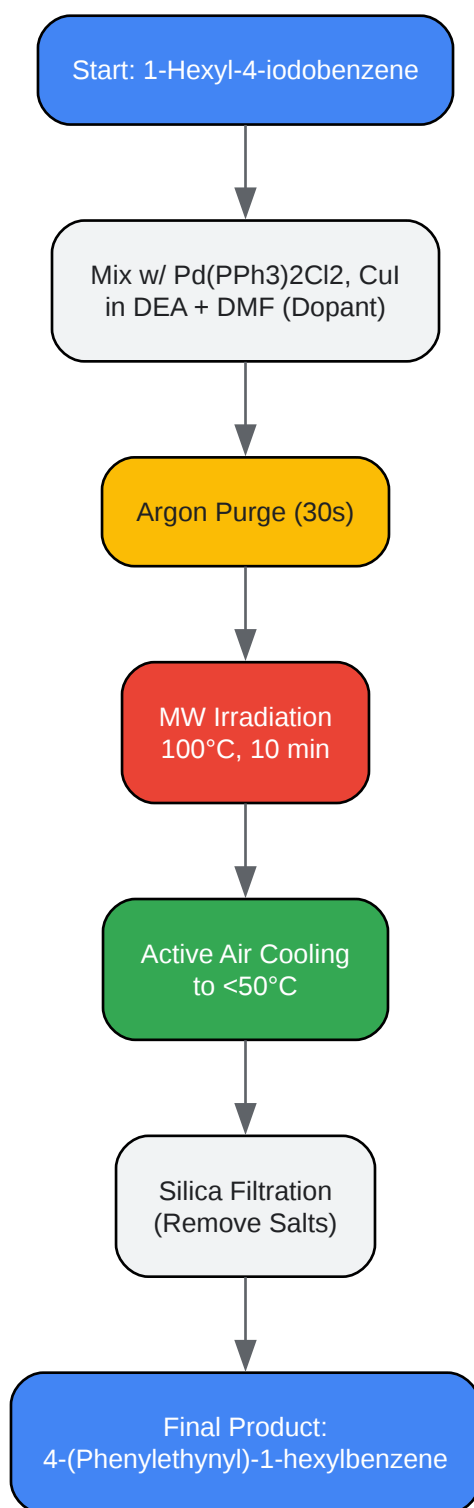 Start: 1-Hexyl-4-iodobenzene
Mix w/ Pd(PPh3)2Cl2, CuI
in DEA + DMF (Dopant)
Argon Purge (30s)
MW Irradiation
100°C, 10 min
Active Air Cooling
to <50°C
Silica Filtration
(Remove Salts)
Final Product:
4-(Phenylethynyl)-1-hexylbenzene